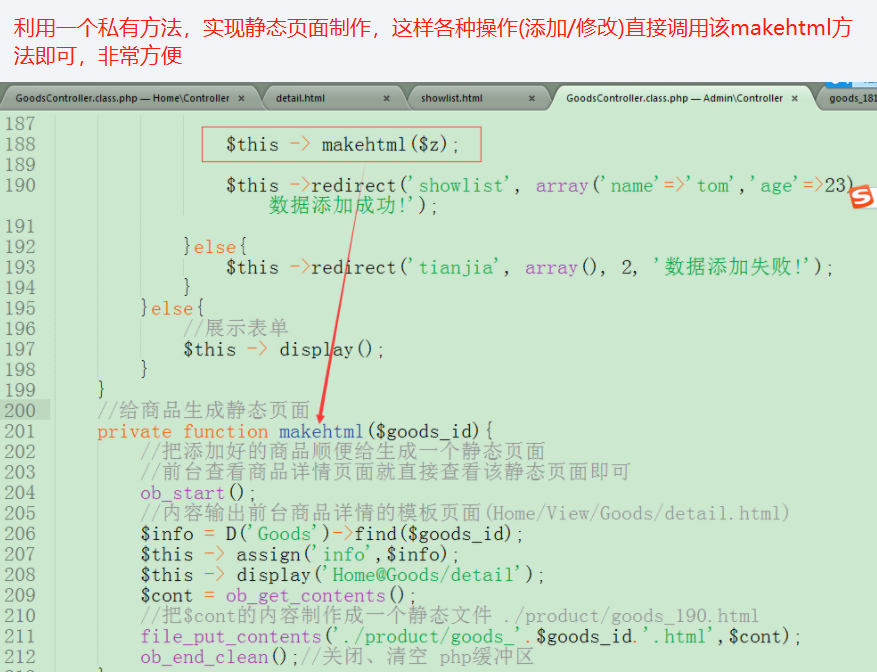 利用一个私有方法，实现静态页面制作，这样各种操作(添加/修改)直接调用该makehtml方
法即可，非常方便
GoodsController.class.php — Home\Controller × detail.html × showlist.html × GoodsController.class.php — Admin\Controller × goods_181
187
188 $this -> makehtml($z);
189
190 $this ->redirect('showlist', array('name'=>'tom','age'=>23)
数据添加成功!');
191
192 }else{
193 $this ->redirect('tianjia', array(), 2, '数据添加失败!');
194 }
195 }else{
196 //展示表单
197 $this -> display();
198 }
199 }
200 //给商品生成静态页面
201 private function makehtml($goods_id){
202 //把添加好的商品顺便给生成一个静态页面
203 //前台查看商品详情页面就直接查看该静态页面即可
204 ob_start();
205 //内容输出前台商品详情的模板页面(Home/View/Goods/detail.html)
206 $info = D('Goods')->find($goods_id);
207 $this -> assign('info',$info);
208 $this -> display('Home@Goods/detail');
209 $cont = ob_get_contents();
210 //把$cont的内容制作成一个静态文件 ./product/goods_190.html
211 file_put_contents('./product/goods_'.$goods_id.'.html',$cont);
212 ob_end_clean();//关闭、清空 php缓冲区